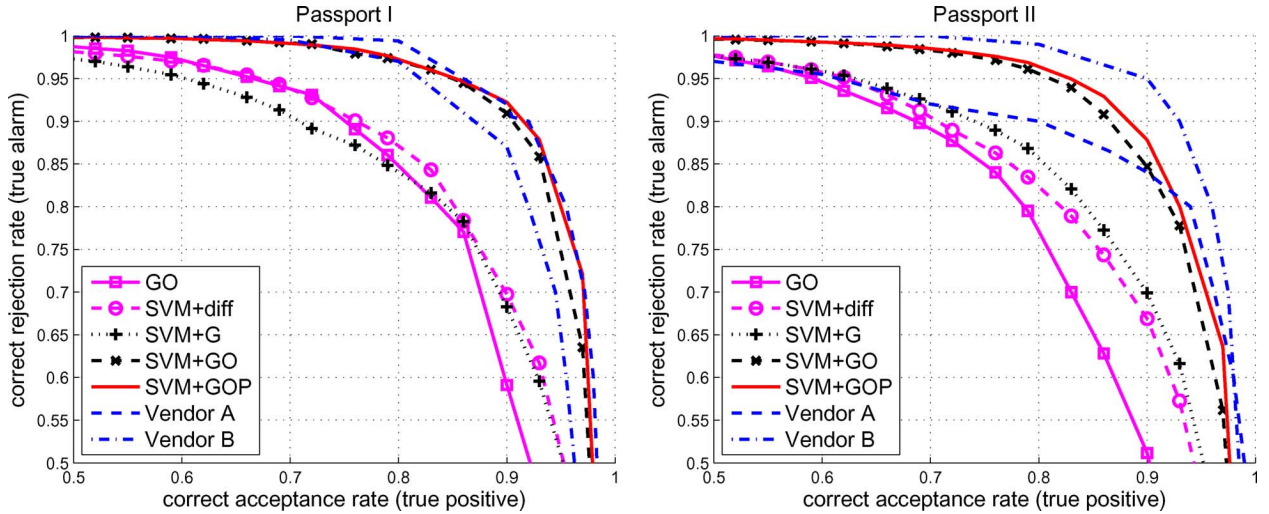 Passport I
1
0.95
0.9
0.85
0.8
0.75
0.7
0.65
0.6
0.55
0.5
correct rejection rate (true alarm)
GO
SVM+diff
SVM+G
SVM+GO
SVM+GOP
Vendor A
Vendor B
0.5 0.6 0.7 0.8 0.9 1
correct acceptance rate (true positive)
Passport II
1
0.95
0.9
0.85
0.8
0.75
0.7
0.65
0.6
0.55
0.5
correct rejection rate (true alarm)
GO
SVM+diff
SVM+G
SVM+GO
SVM+GOP
Vendor A
Vendor B
0.5 0.6 0.7 0.8 0.9 1
correct acceptance rate (true positive)